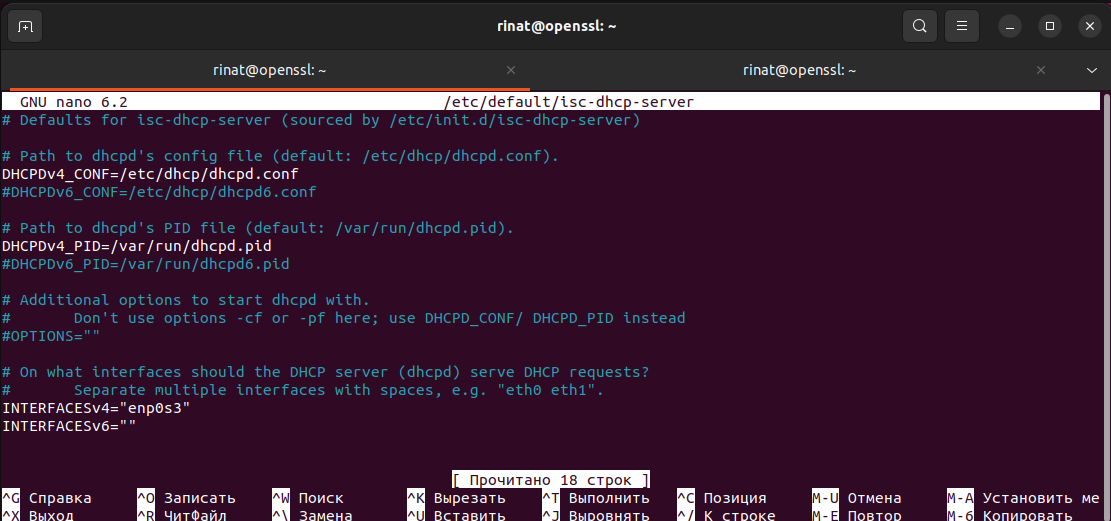 rinat@openssl: ~
rinat@openssl: ~ rinat@openssl: ~
GNU nano 6.2 /etc/default/isc-dhcp-server
# Defaults for isc-dhcp-server (sourced by /etc/init.d/isc-dhcp-server)
# Path to dhcpd's config file (default: /etc/dhcp/dhcpd.conf).
DHCPDv4_CONF=/etc/dhcp/dhcpd.conf
#DHCPDv6_CONF=/etc/dhcp/dhcpd6.conf
# Path to dhcpd's PID file (default: /var/run/dhcpd.pid).
DHCPDv4_PID=/var/run/dhcpd.pid
#DHCPDv6_PID=/var/run/dhcpd6.pid
# Additional options to start dhcpd with.
#       Don't use options -cf or -pf here; use DHCPD_CONF/ DHCPD_PID instead
#OPTIONS=""
# On what interfaces should the DHCP server (dhcpd) serve DHCP requests?
#       Separate multiple interfaces with spaces, e.g. "eth0 eth1".
INTERFACESv4="enp0s3"
INTERFACESv6=""
[ Прочитано 18 строк ]
^G Справка ^O Записать ^W Поиск ^K Вырезать ^T Выполнить ^C Позиция M-U Отмена M-A Установить ме
^X Выход ^R ЧитФайл ^\ Замена ^U Вставить ^J Выровнять ^/ К строке M-E Повтор M-6 Копировать